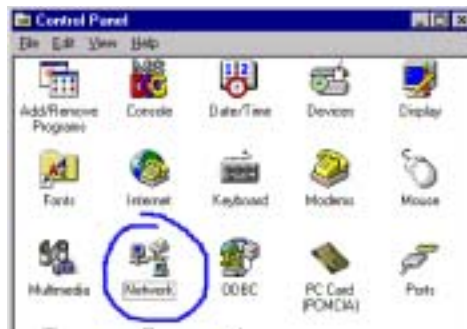 Control Panel
File Edit View Help
Add/Remove Programs
Console
Date/Time
Devices
Display
Fonts
Internet
Keyboard
Modems
Mouse
Multimedia
Network
ODBC
PC Card (PCMCIA)
Ports